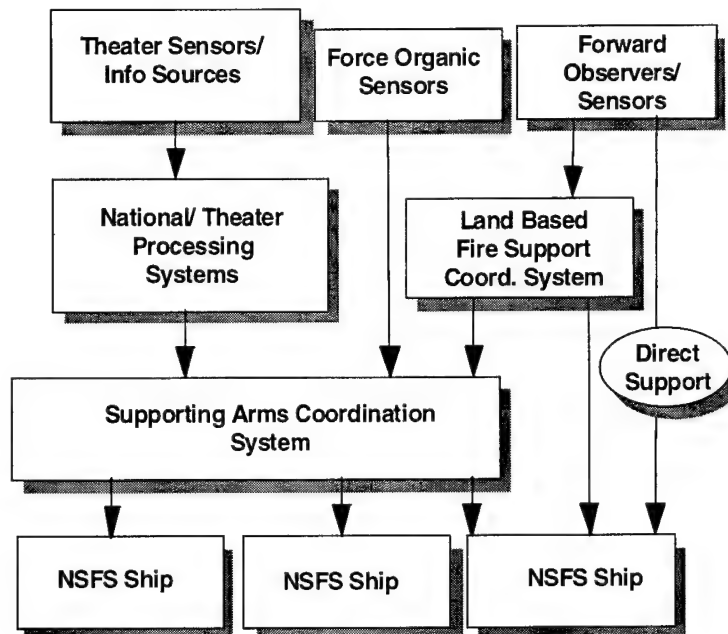 Theater Sensors/
Info Sources
Force Organic
Sensors
Forward
Observers/
Sensors
National/ Theater
Processing
Systems
Land Based
Fire Support
Coord. System
Direct
Support
Supporting Arms Coordination
System
NSFS Ship
NSFS Ship
NSFS Ship